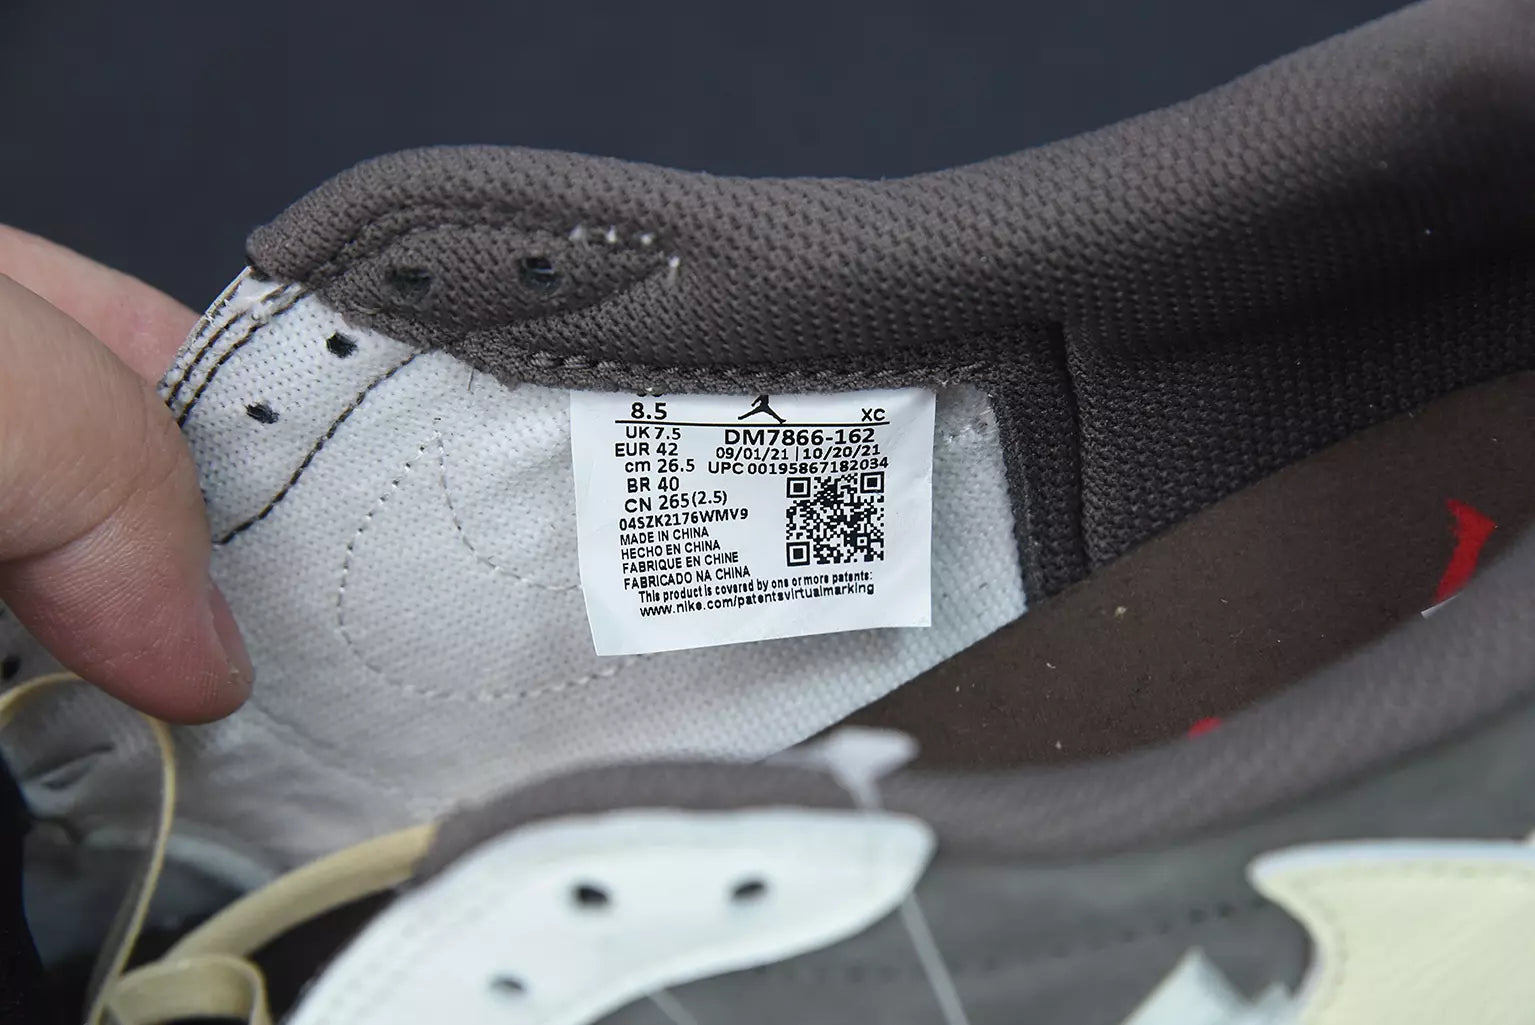 8.5 XC
UK 7.5 DM7866-162
EUR 42 09/01/21 | 10/20/21
cm 26.5 UPC 00195867182034
BR 40
CN 265(2.5)
04SZK2176WMV9
MADE IN CHINA
HECHO EN CHINA
FABRIQUE EN CHINE
FABRICADO NA CHINA
This product is covered by one or more patents:
www.nike.com/patentsvirtualmarking